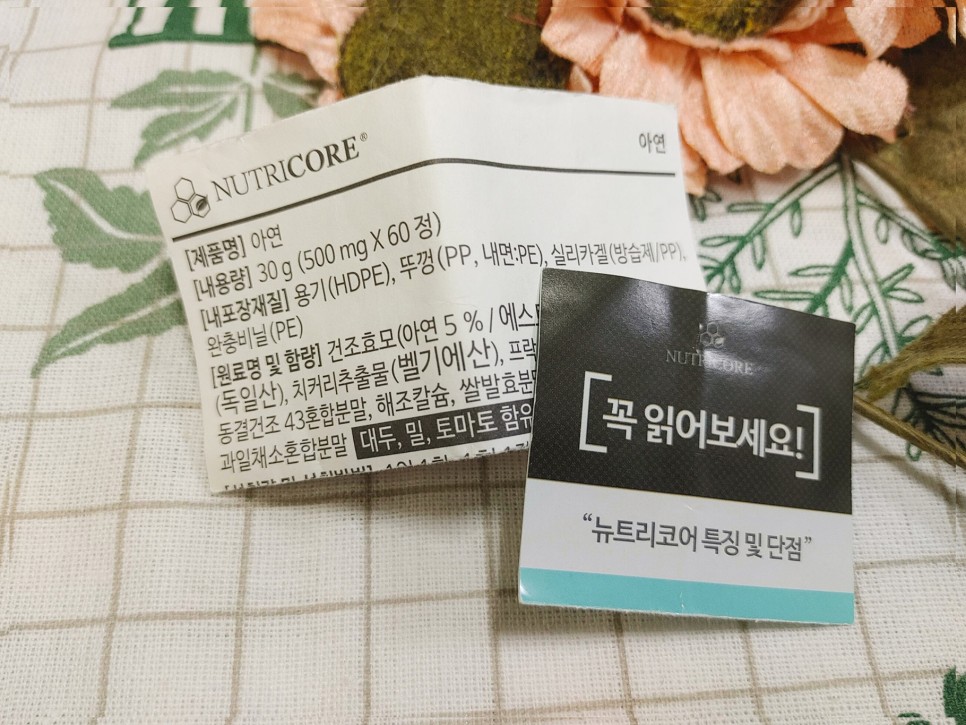 NUTRICORE®
아연
[제품명] 아연
[내용량] 30 g (500 mg X 60 정)
[내포장재질] 용기(HDPE), 뚜껑(PP, 내면:PE), 실리카겔(방습제/PP),
완충비닐(PE)
[원료명 및 함량] 건조효모(아연 5 % / 에스
(독일산), 치커리추출물(벨기에산), 프락
동결건조 43혼합분말, 해조칼슘, 쌀발효분
과일채소혼합분말 대두, 밀, 토마토 함유
NUTRICORE
[꼭 읽어보세요!]
“뉴트리코어 특징 및 단점”